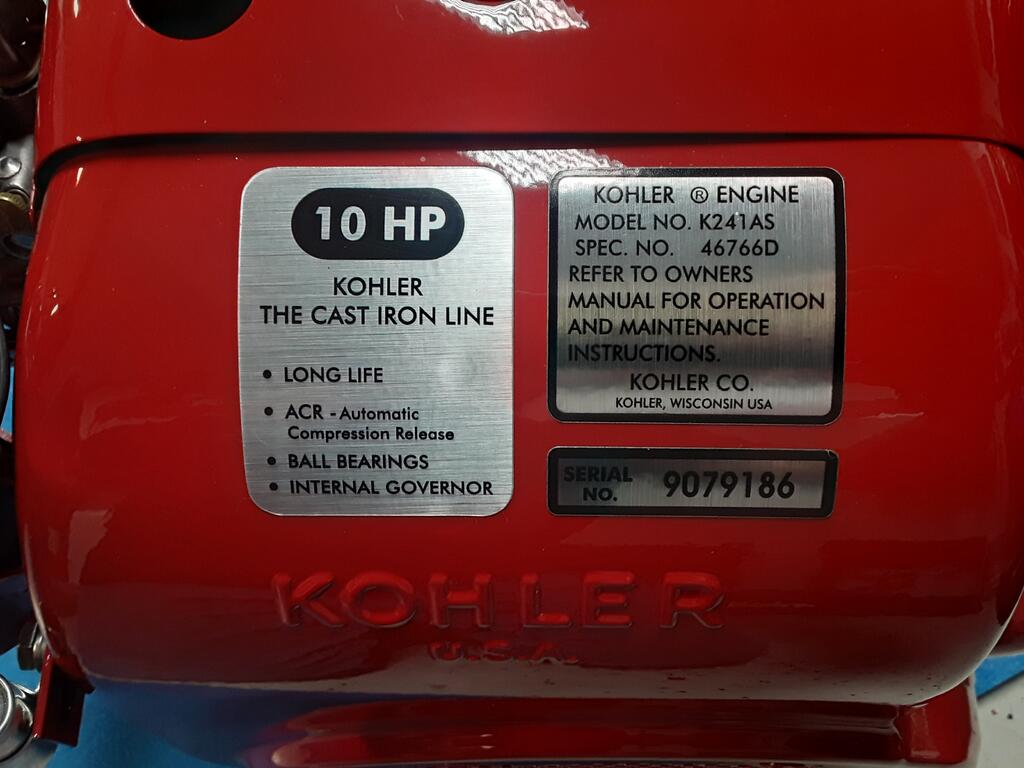 10 HP
KOHLER
THE CAST IRON LINE
• LONG LIFE
• ACR - Automatic
Compression Release
• BALL BEARINGS
• INTERNAL GOVERNOR
KOHLER ® ENGINE
MODEL NO. K241AS
SPEC. NO. 46766D
REFER TO OWNERS
MANUAL FOR OPERATION
AND MAINTENANCE
INSTRUCTIONS.
KOHLER CO.
KOHLER, WISCONSIN USA
SERIAL
NO. 9079186
KOHLER
U.S.A.